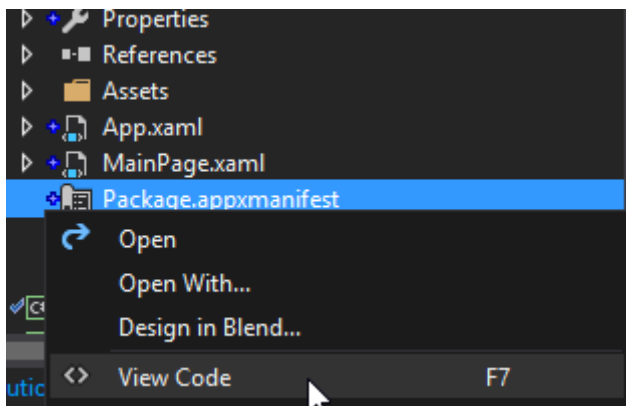 Properties
References
Assets
App.xaml
MainPage.xaml
Package.appxmanifest
Open
Open With...
Design in Blend...
View Code F7